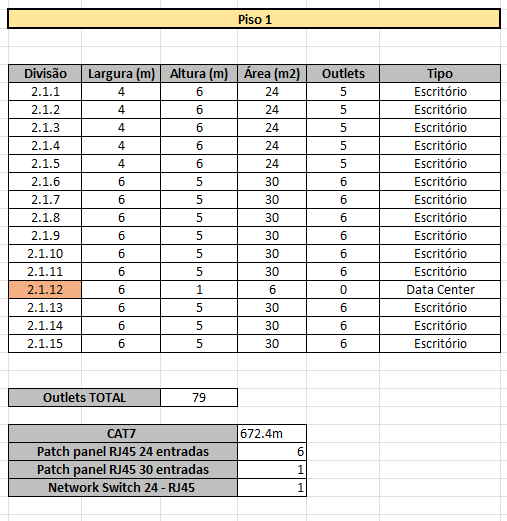 Piso 1
Divisão Largura (m) Altura (m) Área (m2) Outlets Tipo
2.1.1 4 6 24 5 Escritório
2.1.2 4 6 24 5 Escritório
2.1.3 4 6 24 5 Escritório
2.1.4 4 6 24 5 Escritório
2.1.5 4 6 24 5 Escritório
2.1.6 6 5 30 6 Escritório
2.1.7 6 5 30 6 Escritório
2.1.8 6 5 30 6 Escritório
2.1.9 6 5 30 6 Escritório
2.1.10 6 5 30 6 Escritório
2.1.11 6 5 30 6 Escritório
2.1.12 6 1 6 0 Data Center
2.1.13 6 5 30 6 Escritório
2.1.14 6 5 30 6 Escritório
2.1.15 6 5 30 6 Escritório
Outlets TOTAL 79
CAT7 672.4m
Patch panel RJ45 24 entradas 6
Patch panel RJ45 30 entradas 1
Network Switch 24 - RJ45 1